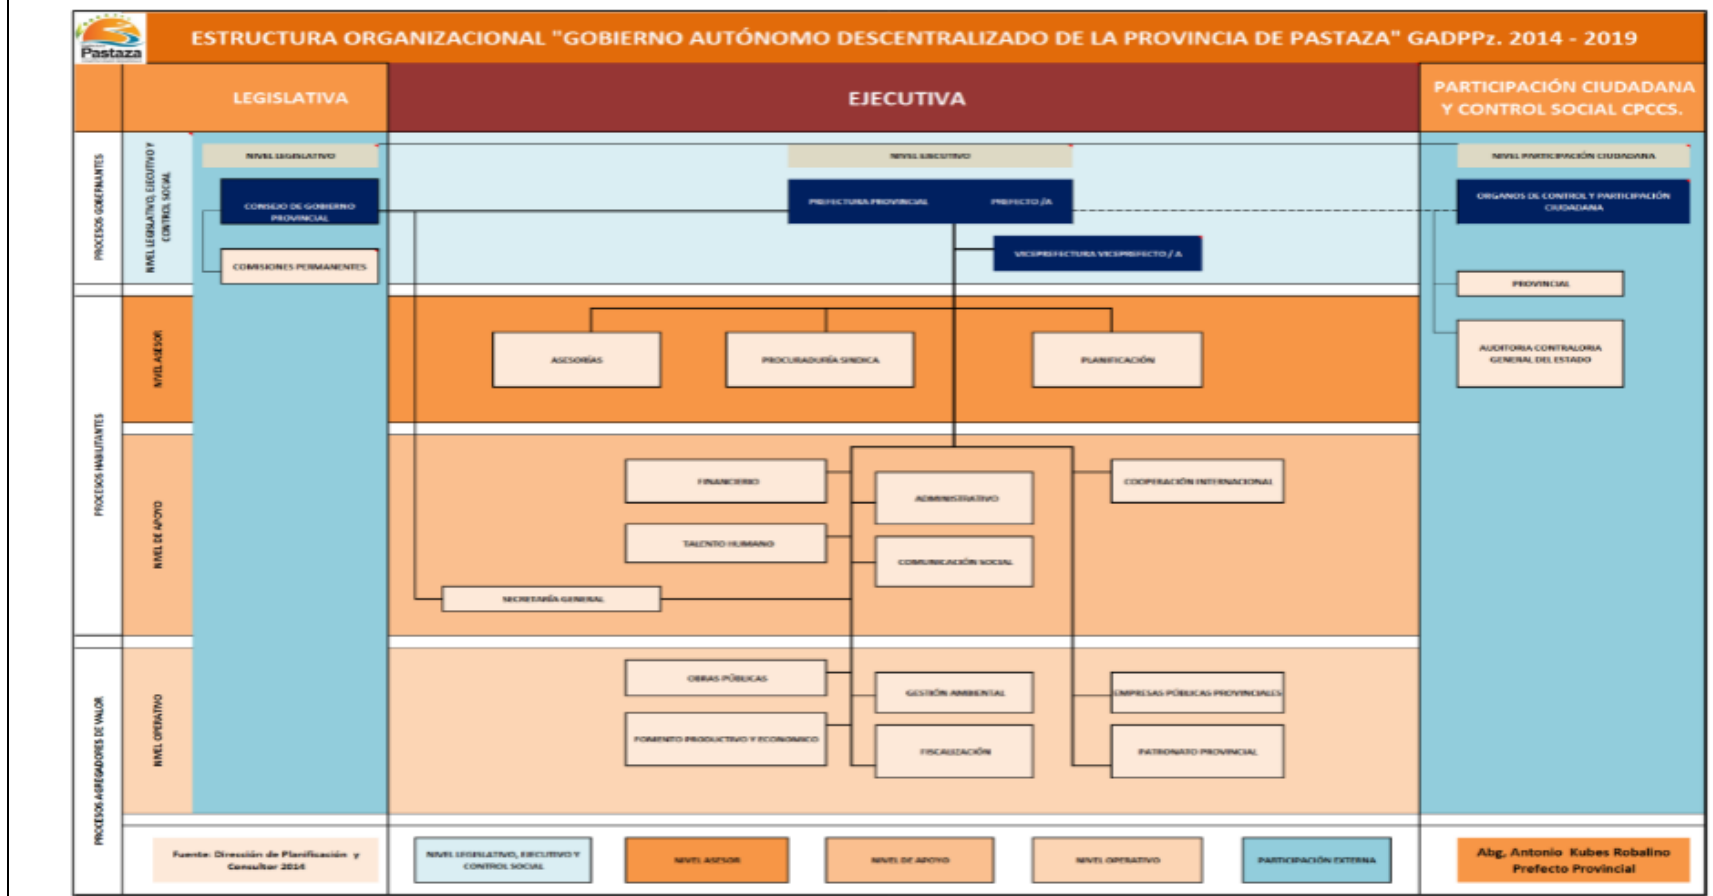 Pastaza
ESTRUCTURA ORGANIZACIONAL "GOBIERNO AUTÓNOMO DESCENTRALIZADO DE LA PROVINCIA DE PASTAZA" GADPPz. 2014 - 2019
LEGISLATIVA
EJECUTIVA
PARTICIPACIÓN CIUDADANA
Y CONTROL SOCIAL CPCCS.
PROCESOS GOBERNANTES
NIVEL LEGISLATIVO, EJECUTIVO Y
CONTROL SOCIAL
NIVEL LEGISLATIVO
NIVEL EJECUTIVO
NIVEL PARTICIPACIÓN CIUDADANA
CONSEJO DE GOBIERNO
PROVINCIAL
PREFECTURA PROVINCIAL PREFECTO /A
ORGANOS DE CONTROL Y PARTICIPACIÓN
CIUDADANA
VICEPREFECTURA VICEPREFECTO / A
COMISIONES PERMANENTES
PROVINCIAL
PROCESOS HABILITANTES
NIVEL ASESOR
ASESORÍAS
PROCURADURÍA SINDICA
PLANIFICACIÓN
AUDITORIA CONTRALORIA
GENERAL DEL ESTADO
NIVEL DE APOYO
FINANCIERO
ADMINISTRATIVO
COOPERACIÓN INTERNACIONAL
TALENTO HUMANO
COMUNICACIÓN SOCIAL
SECRETARÍA GENERAL
PROCESOS AGREGADORES DE VALOR
NIVEL OPERATIVO
OBRAS PÚBLICAS
GESTIÓN AMBIENTAL
EMPRESAS PÚBLICAS PROVINCIALES
FOMENTO PRODUCTIVO Y ECONOMICO
FISCALIZACIÓN
PATRONATO PROVINCIAL
Fuente: Dirección de Planificación y
Consultor 2014
NIVEL LEGISLATIVO, EJECUTIVO Y
CONTROL SOCIAL
NIVEL ASESOR
NIVEL DE APOYO
NIVEL OPERATIVO
PARTICIPACIÓN EXTERNA
Abg. Antonio Kubes Robalino
Prefecto Provincial